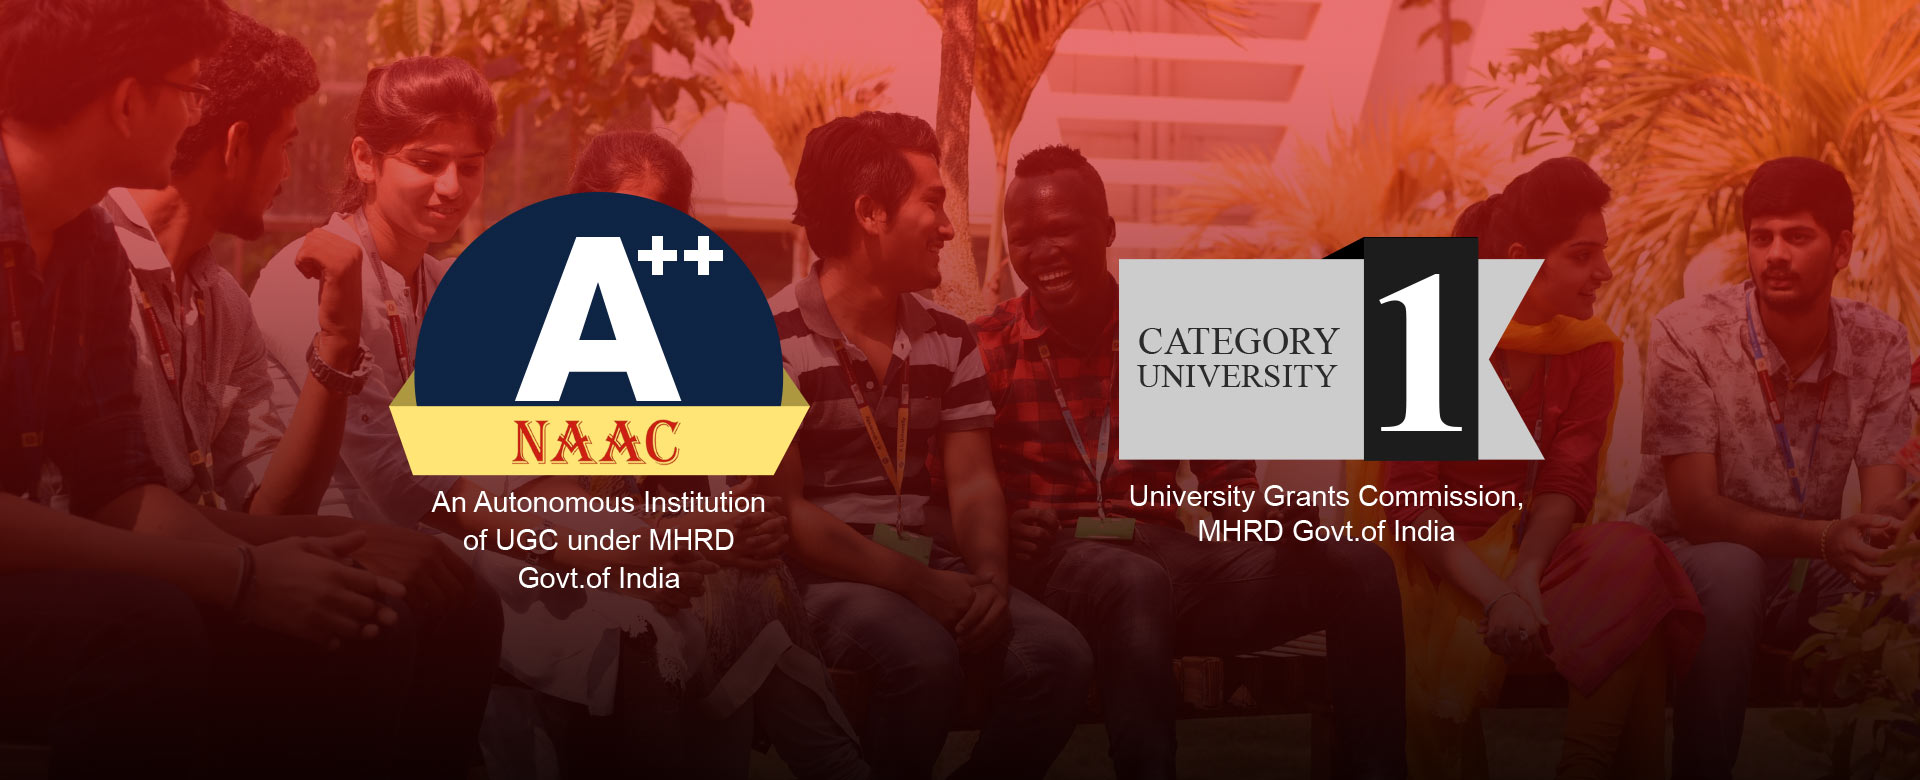 A++
NAAC
An Autonomous Institution
of UGC under MHRD
Govt.of India
CATEGORY
UNIVERSITY
1
University Grants Commission,
MHRD Govt.of India